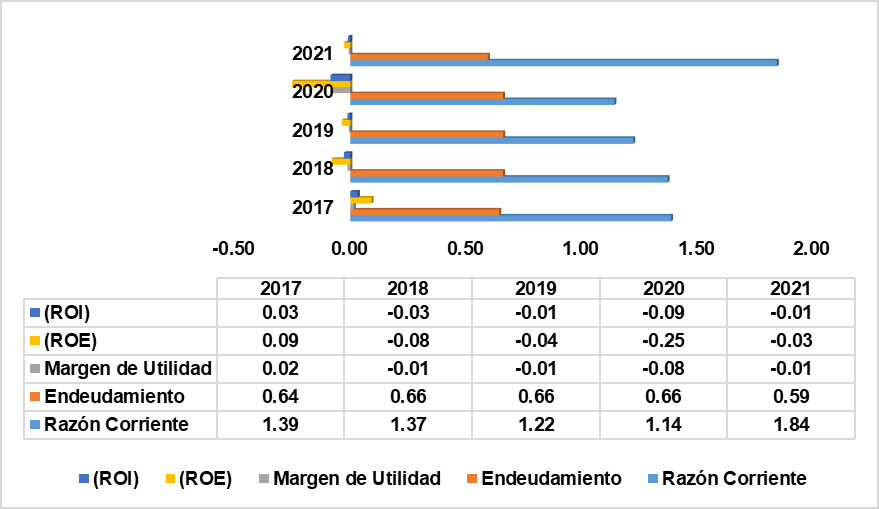 2021
2020
2019
2018
2017
-0.50 0.00 0.50 1.00 1.50 2.00
2017 2018 2019 2020 2021
(ROI) 0.03 -0.03 -0.01 -0.09 -0.01
(ROE) 0.09 -0.08 -0.04 -0.25 -0.03
Margen de Utilidad 0.02 -0.01 -0.01 -0.08 -0.01
Endeudamiento 0.64 0.66 0.66 0.66 0.59
Razón Corriente 1.39 1.37 1.22 1.14 1.84
(ROI) (ROE) Margen de Utilidad Endeudamiento Razón Corriente